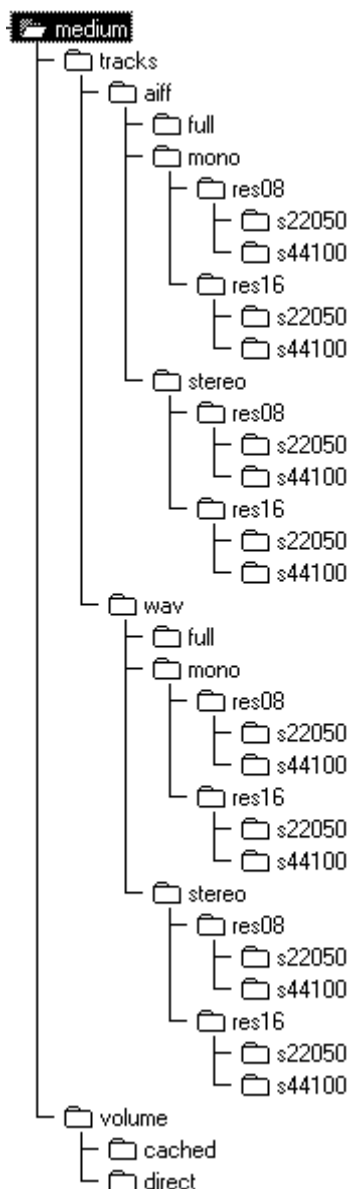 medium
tracks
aiff
full
mono
res08
s22050
s44100
res16
s22050
s44100
stereo
res08
s22050
s44100
res16
s22050
s44100
wav
full
mono
res08
s22050
s44100
res16
s22050
s44100
stereo
res08
s22050
s44100
res16
s22050
s44100
volume
cached
direct